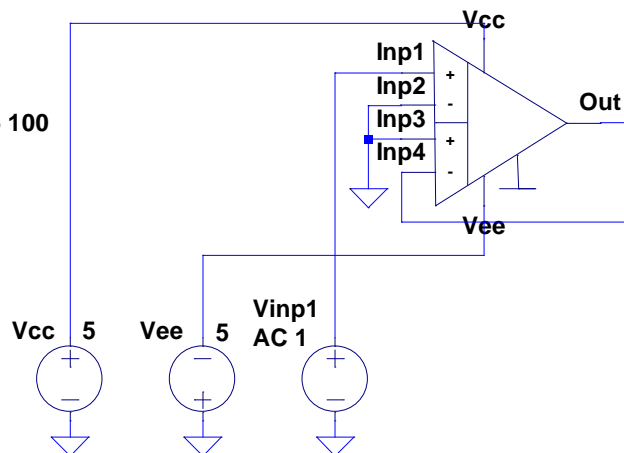 Vcc
Inp1
+
Inp2
-
Inp3
Out
100
+
Inp4
-
Vee
Vcc 5
Vee 5
Vinp1
AC 1